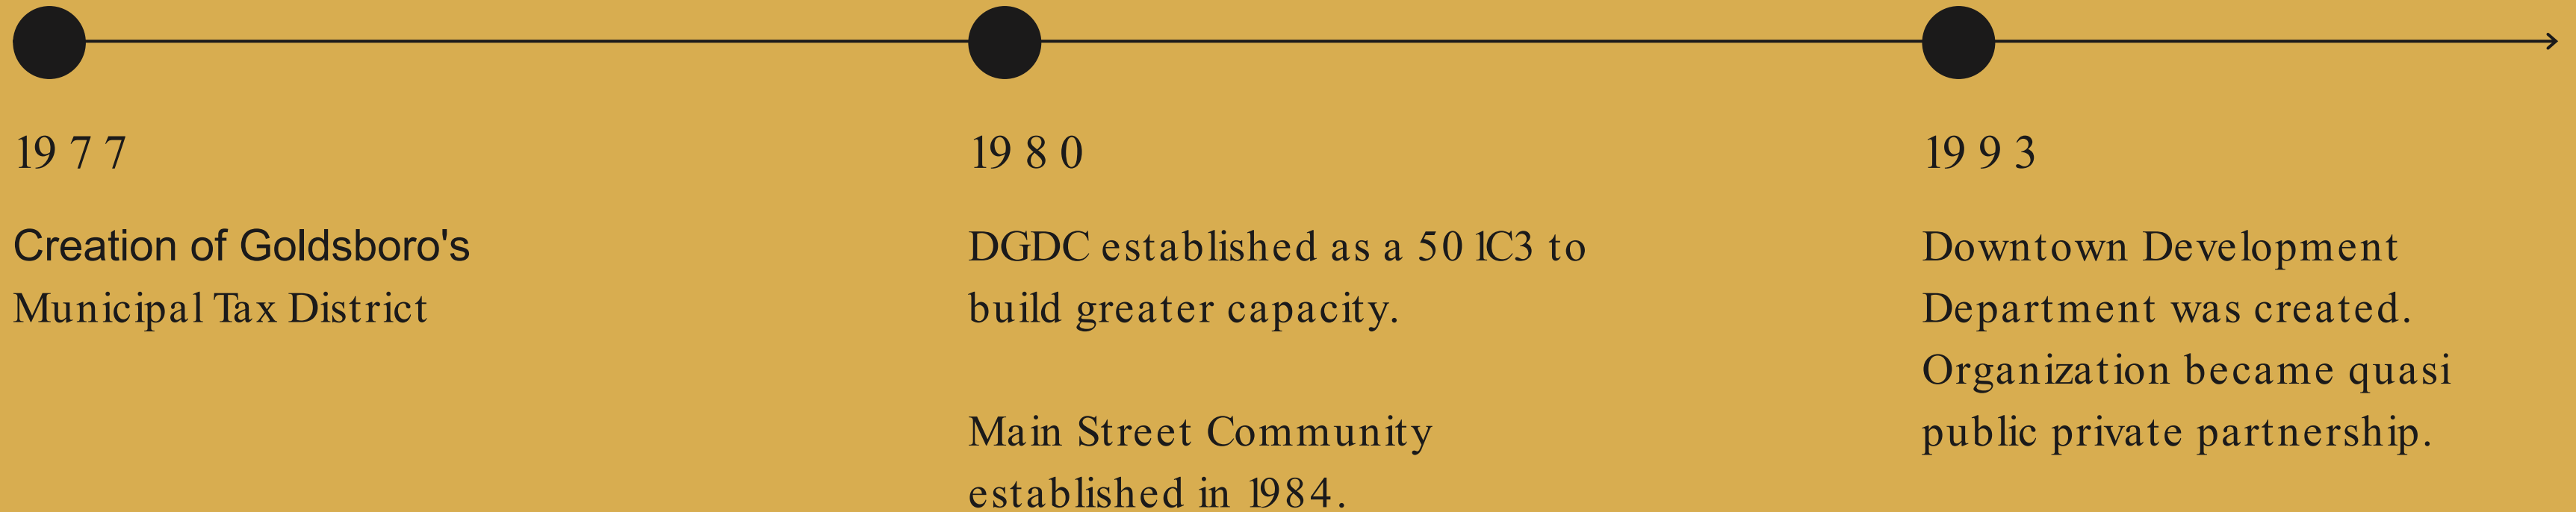 1977
Creation of Goldsboro's
Municipal Tax District
1980
DGDC established as a 501C3 to
build greater capacity.
Main Street Community
established in 1984.
1993
Downtown Development
Department was created.
Organization became quasi
public private partnership.